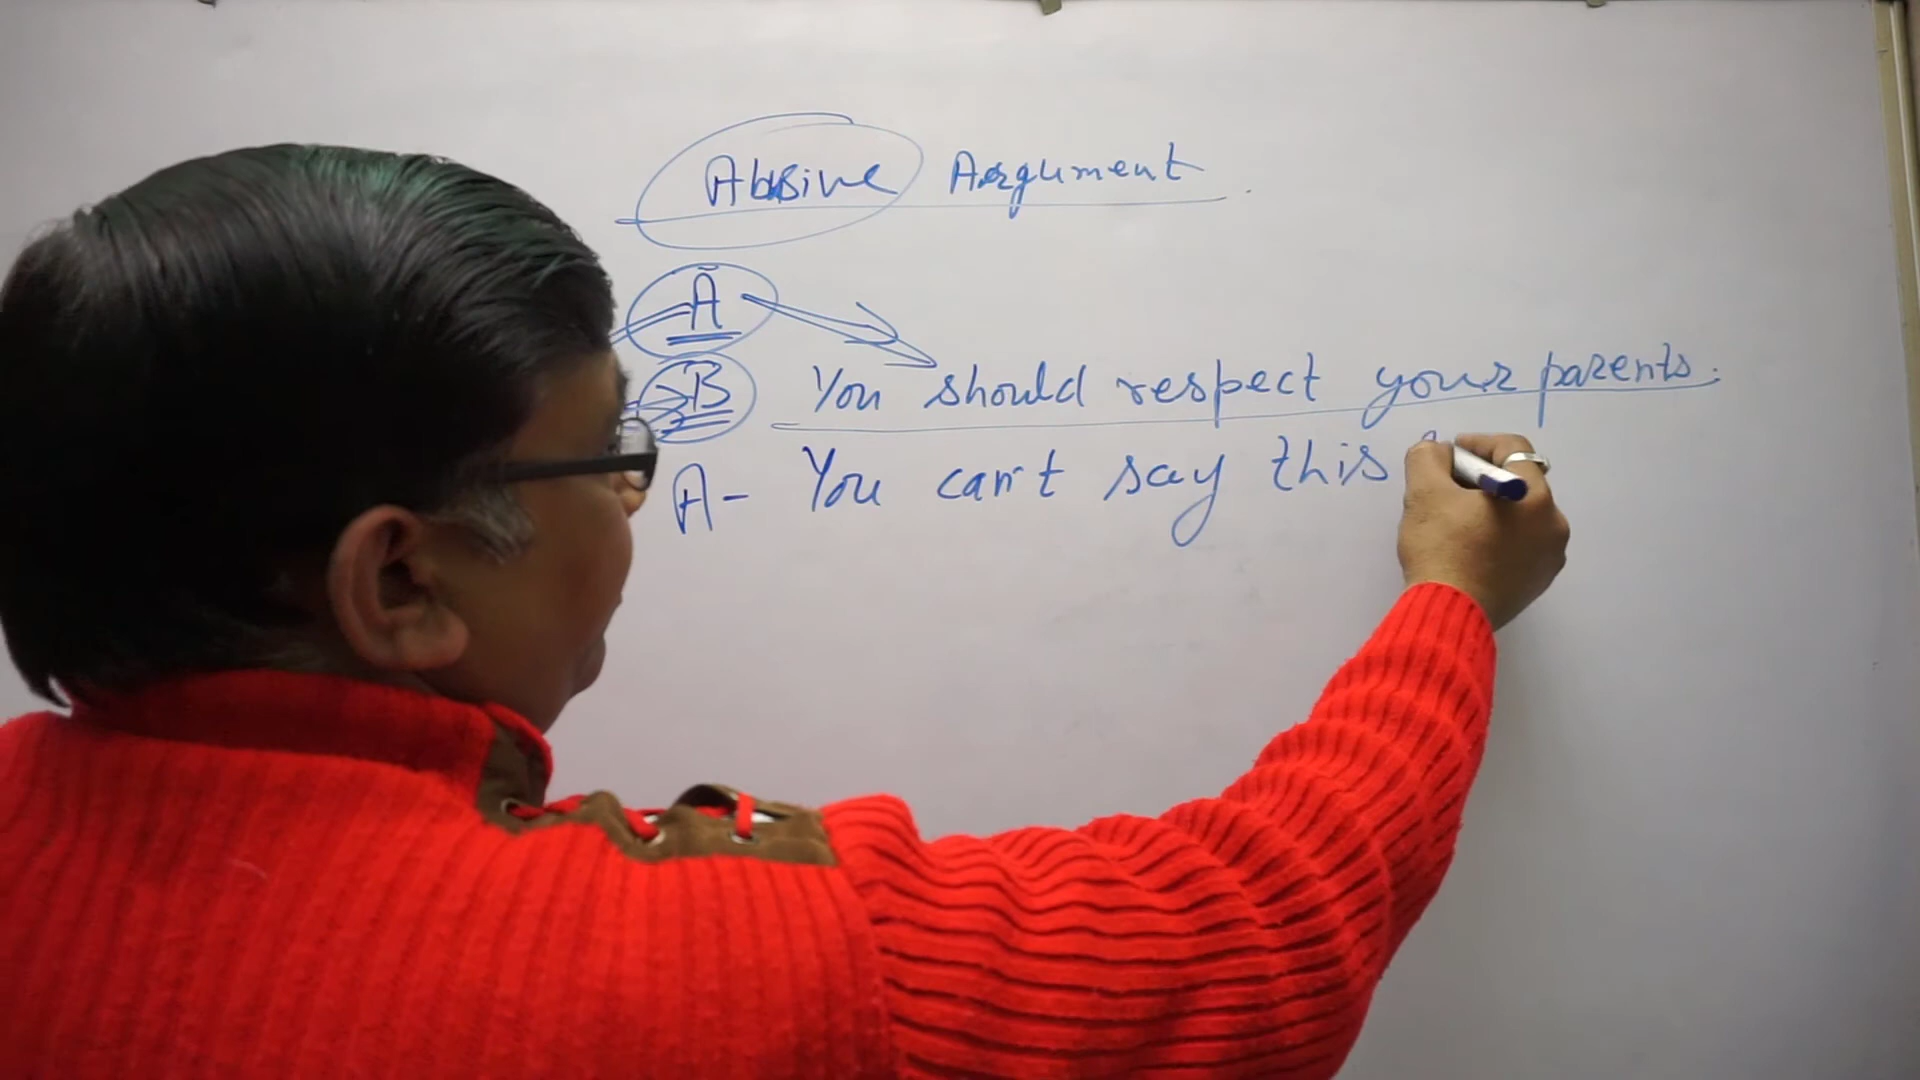 Abusive Argument
A
B You should respect your parents.
A- You can't say this